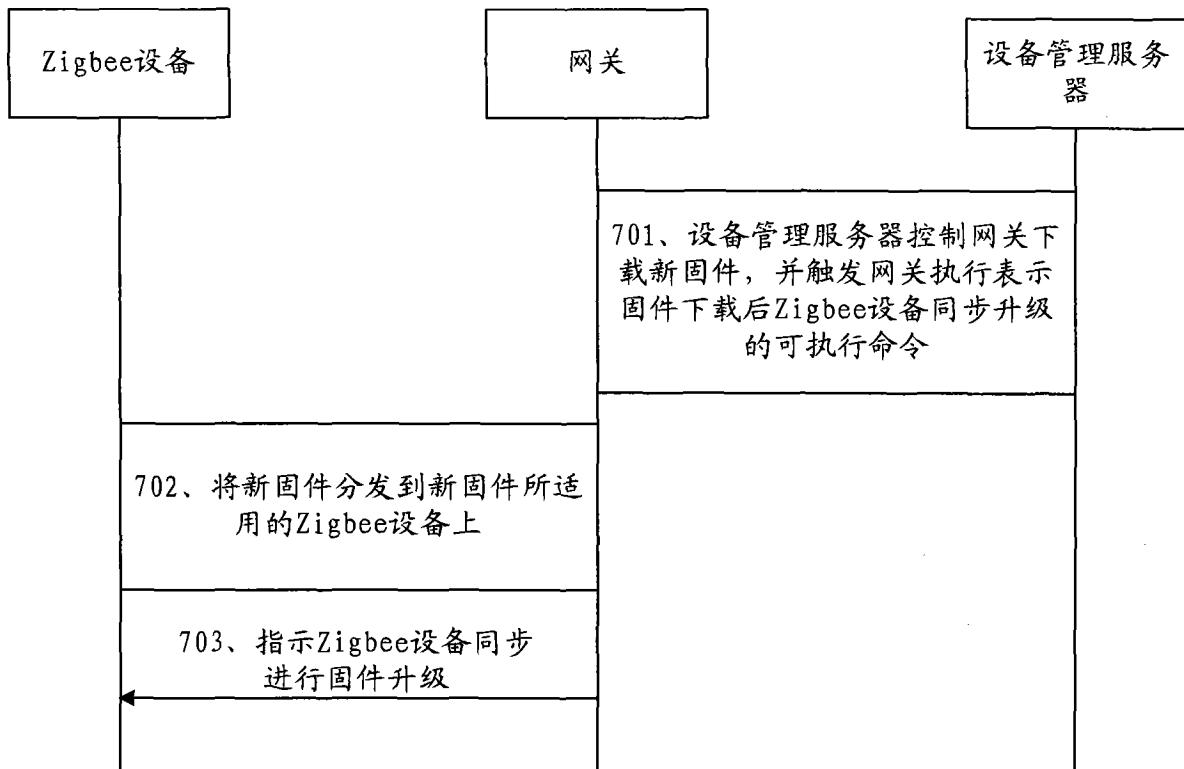 Zigbee设备
网关
设备管理服务
器
701、设备管理服务器控制网关下
载新固件，并触发网关执行表示
固件下载后Zigbee设备同步升级
的可执行命令
702、将新固件分发到新固件所适
用的Zigbee设备上
703、指示Zigbee设备同步
进行固件升级